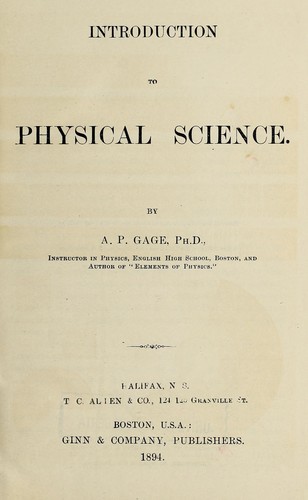 INTRODUCTION
TO
PHYSICAL SCIENCE.
BY
A. P. GAGE, PH.D.,
INSTRUCTOR IN PHYSICS, ENGLISH HIGH SCHOOL, BOSTON, AND
AUTHOR OF "ELEMENTS OF PHYSICS."
HALIFAX, N S.
T C. ALLEN & CO., 124 126 GRANVILLE ST.
BOSTON, U.S.A.:
GINN & COMPANY, PUBLISHERS.
1894.